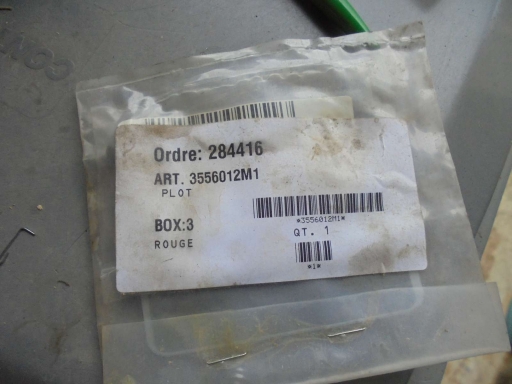 Ordre: 284416
ART. 3556012M1
PLOT
*3556012M1*
BOX:3
QT. 1
ROUGE
*1*